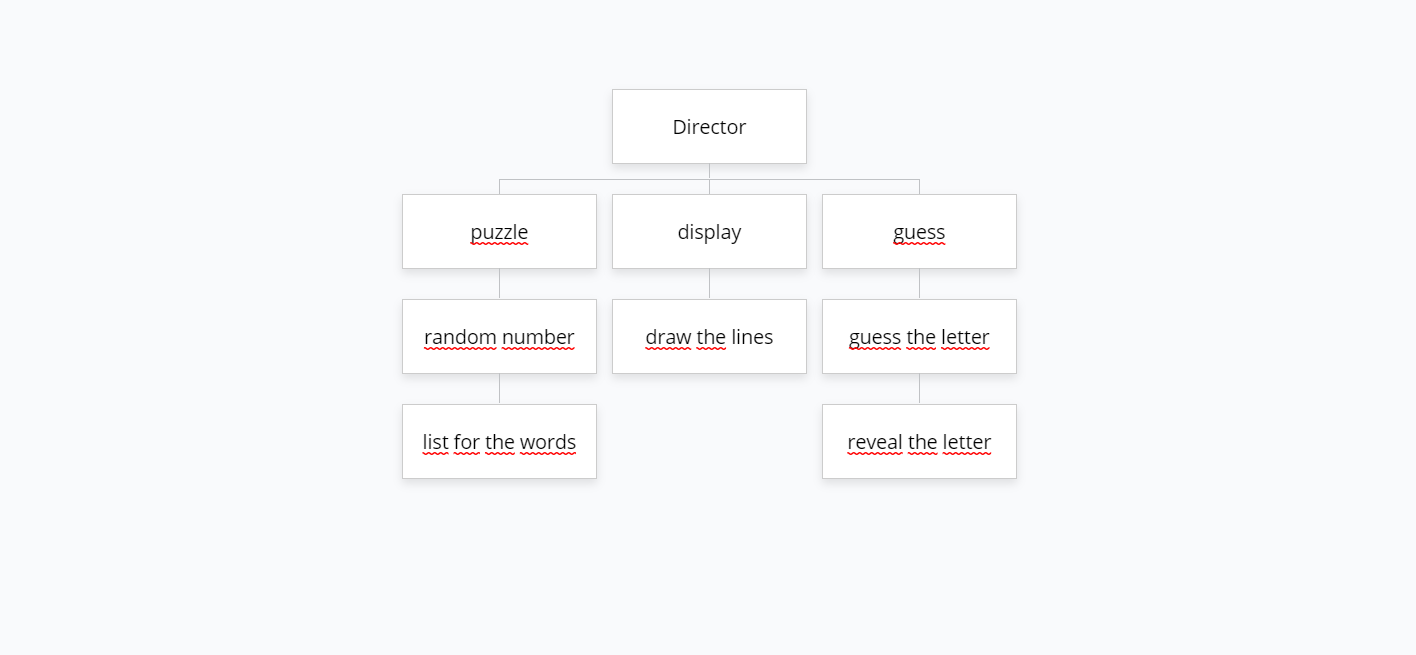 Director
puzzle
display
guess
random number
draw the lines
guess the letter
list for the words
reveal the letter